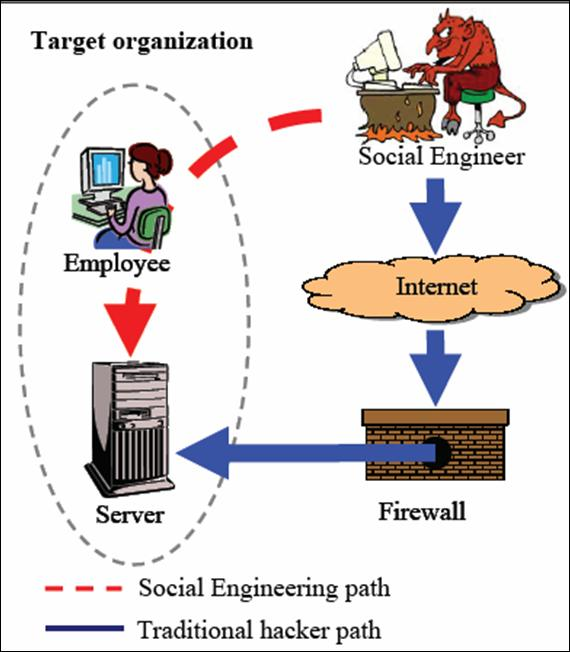 Target organization
Social Engineer
Employee
Internet
Server
Firewall
Social Engineering path
Traditional hacker path